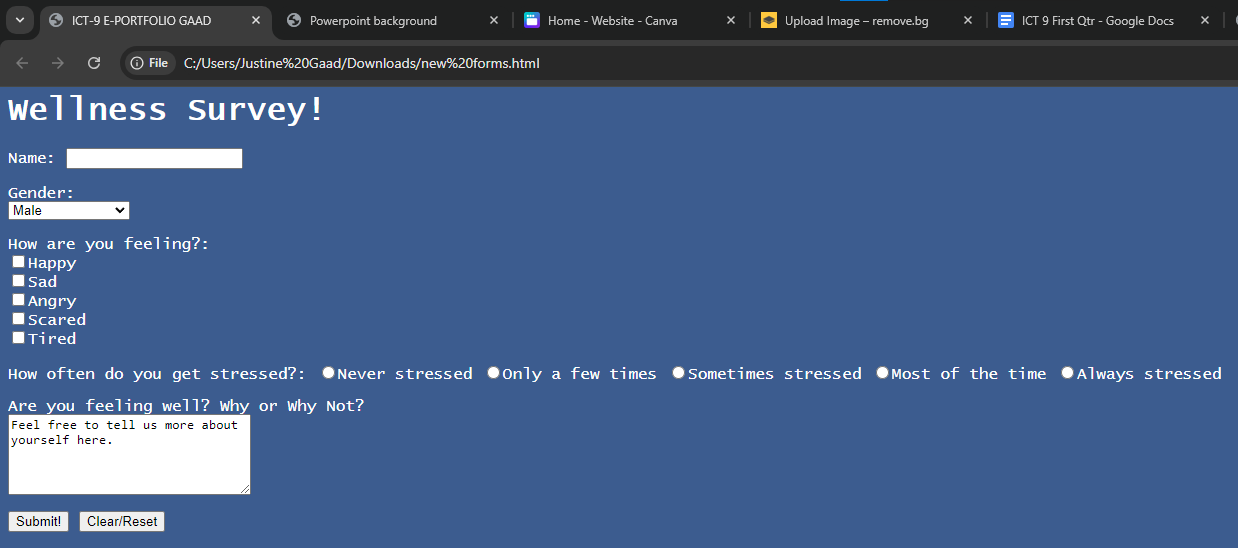 ICT-9 E-PORTFOLIO GAAD
Powerpoint background
Home - Website - Canva
Upload Image – remove.bg
ICT 9 First Qtr - Google Docs
File C:/Users/Justine%20Gaad/Downloads/new%20forms.html
Wellness Survey!
Name:
Gender:
Male
How are you feeling?:
Happy
Sad
Angry
Scared
Tired
How often do you get stressed?: Never stressed Only a few times Sometimes stressed Most of the time Always stressed
Are you feeling well? Why or Why Not?
Feel free to tell us more about
yourself here.
Submit! Clear/Reset